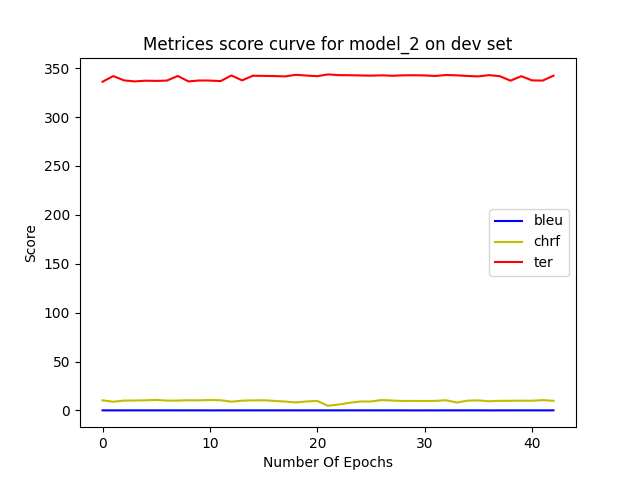 Metrices score curve for model_2 on dev set
350
300
250
200
150
100
50
0
Score
bleu
chrf
ter
0 10 20 30 40
Number Of Epochs